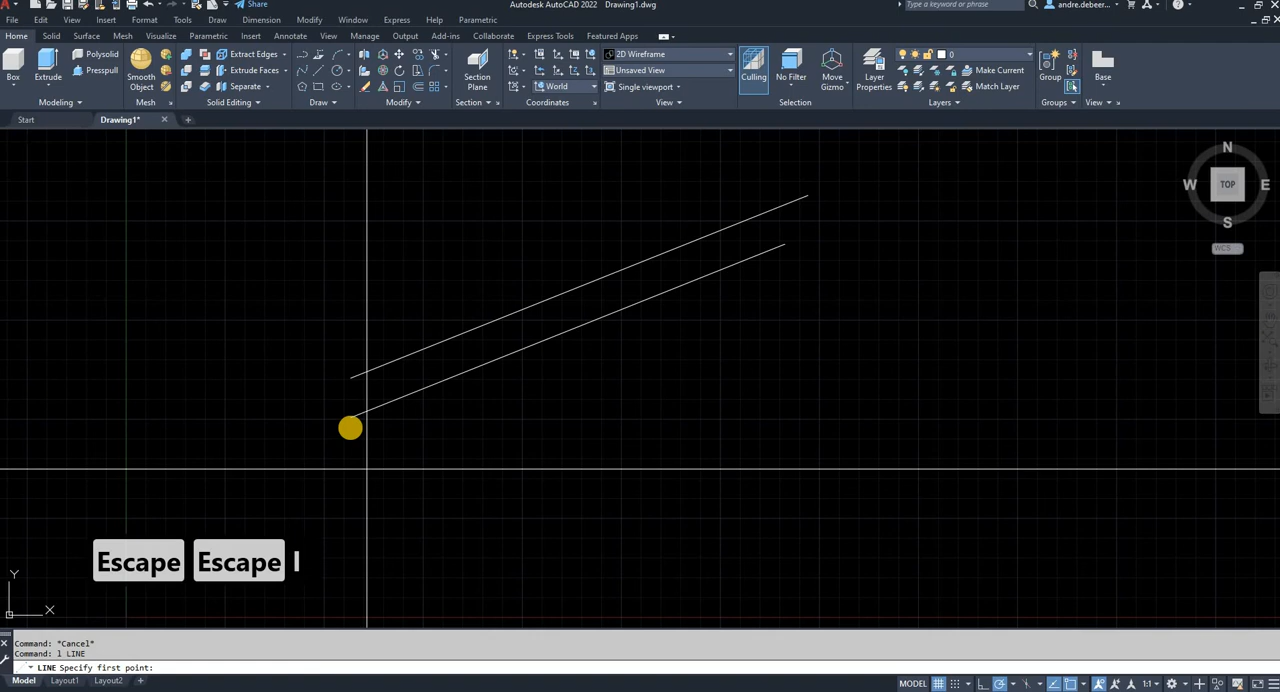 Share
Autodesk AutoCAD 2022 Drawing1.dwg
Type a keyword or phrase
andre.debeer...
File Edit View Insert Format Tools Draw Dimension Modify Window Express Help Parametric
Home Solid Surface Mesh Visualize Parametric Insert Annotate View Manage Output Add-ins Collaborate Express Tools Featured Apps
Polysolid
Extract Edges
2D Wireframe
0
Presspull
Extrude Faces
Unsaved View
Make Current
Separate
World
Single viewport
Match Layer
Box
Extrude
Smooth Object
Section Plane
Culling
No Filter
Move Gizmo
Layer Properties
Group
Base
Modeling
Mesh
Solid Editing
Draw
Modify
Section
Coordinates
View
Selection
Layers
Groups
View
Start
Drawing1*
N
W TOP E
S
WCS
Escape Escape l
Y
X
Command: *Cancel*
Command: l LINE
LINE Specify first point:
Model Layout1 Layout2 +
MODEL
1:1